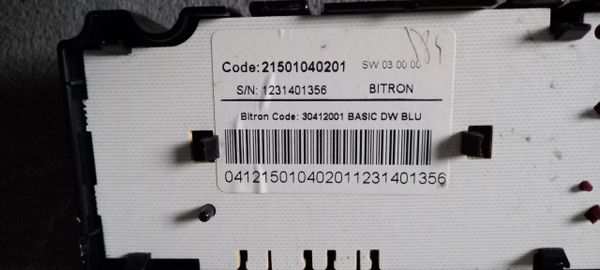 Code:21501040201 SW 03 00 00
S/N: 1231401356 BITRON
Bitron Code: 30412001 BASIC DW BLU
041215010402011231401356